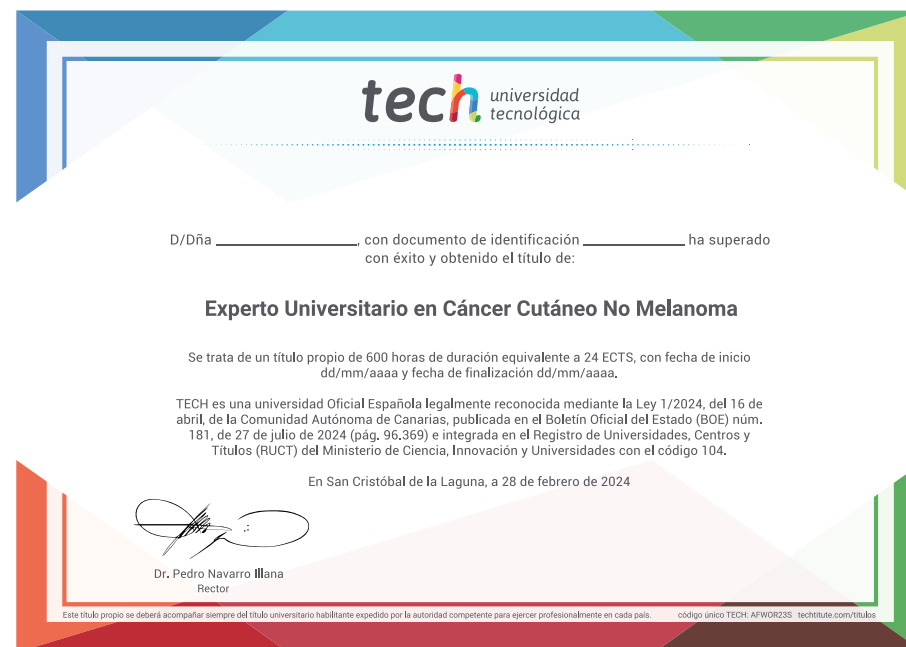 tech universidad
tecnológica
D/Dña ____________, con documento de identificación ____________ ha superado
con éxito y obtenido el título de:
Experto Universitario en Cáncer Cutáneo No Melanoma
Se trata de un título propio de 600 horas de duración equivalente a 24 ECTS, con fecha de inicio
dd/mm/aaaa y fecha de finalización dd/mm/aaaa.
TECH es una universidad Oficial Española legalmente reconocida mediante la Ley 1/2024, del 16 de
abril, de la Comunidad Autónoma de Canarias, publicada en el Boletín Oficial del Estado (BOE) núm.
181, de 27 de julio de 2024 (pág. 96.369) e integrada en el Registro de Universidades, Centros y
Títulos (RUCT) del Ministerio de Ciencia, Innovación y Universidades con el código 104.
En San Cristóbal de la Laguna, a 28 de febrero de 2024
Dr. Pedro Navarro Illana
Rector
Este título propio se deberá acompañar siempre del título universitario habilitante expedido por la autoridad competente para ejercer profesionalmente en cada país. código único TECH: AFWOR23S techtitute.com/titulos